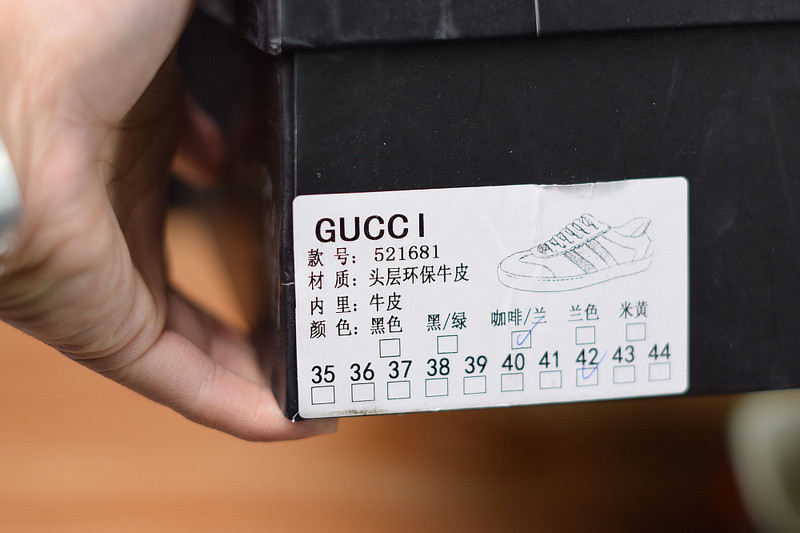 GUCCI
款 号: 521681
材 质: 头层环保牛皮
内 里: 牛皮
颜 色: 黑色 黑/绿 咖啡/兰 兰色 米黄
35 36 37 38 39 40 41 42 43 44